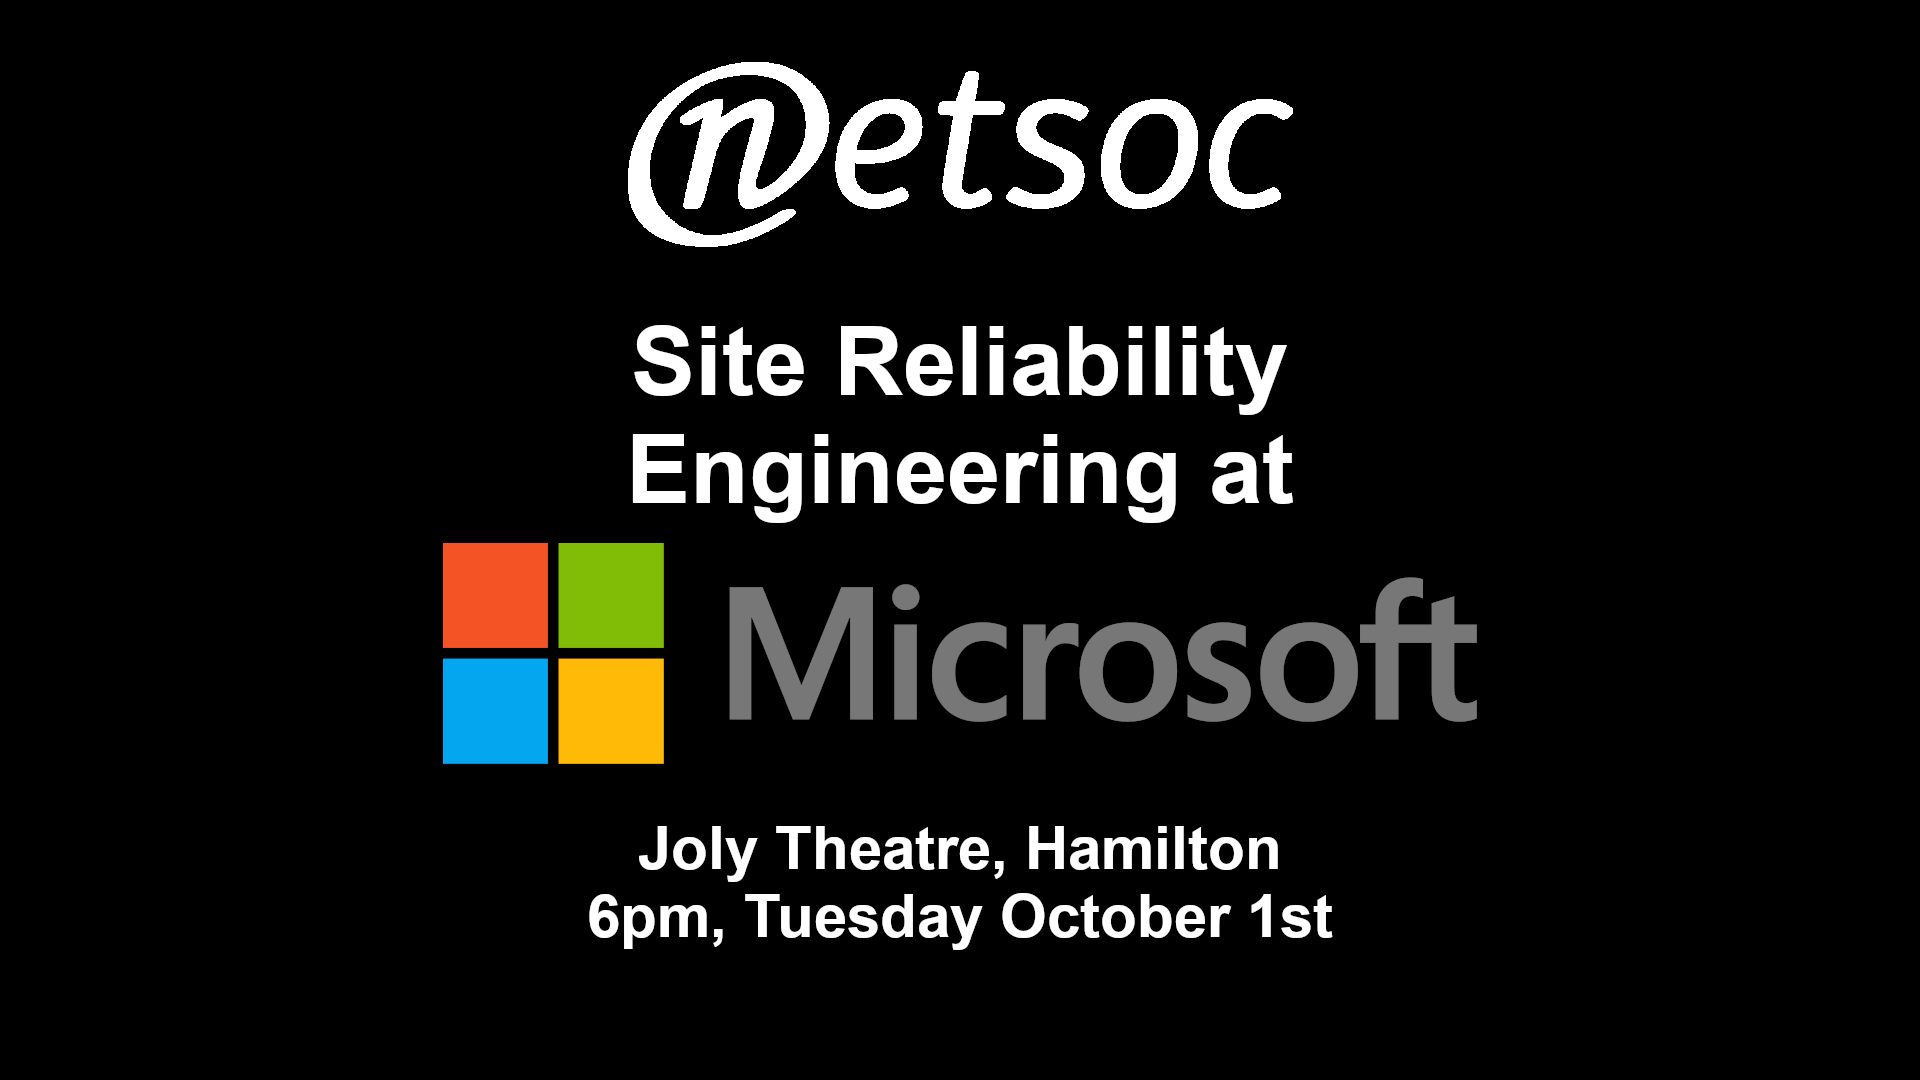 netsoc
Site Reliability
Engineering at
Microsoft
Joly Theatre, Hamilton
6pm, Tuesday October 1st